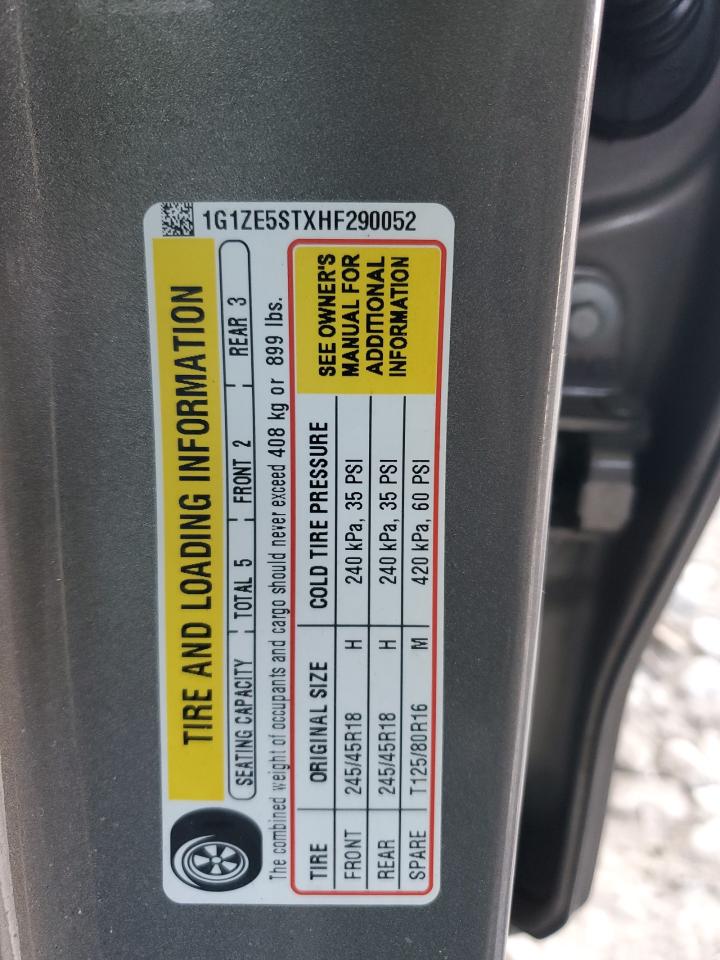 1G1ZE5STXHF290052
TIRE AND LOADING INFORMATION
SEATING CAPACITY TOTAL 5 FRONT 2 REAR 3
The combined weight of occupants and cargo should never exceed 408 kg or 899 lbs.
TIRE ORIGINAL SIZE COLD TIRE PRESSURE
FRONT 245/45R18 H 240 kPa, 35 PSI
REAR 245/45R18 H 240 kPa, 35 PSI
SPARE T125/80R16 M 420 kPa, 60 PSI
SEE OWNER'S
MANUAL FOR
ADDITIONAL
INFORMATION